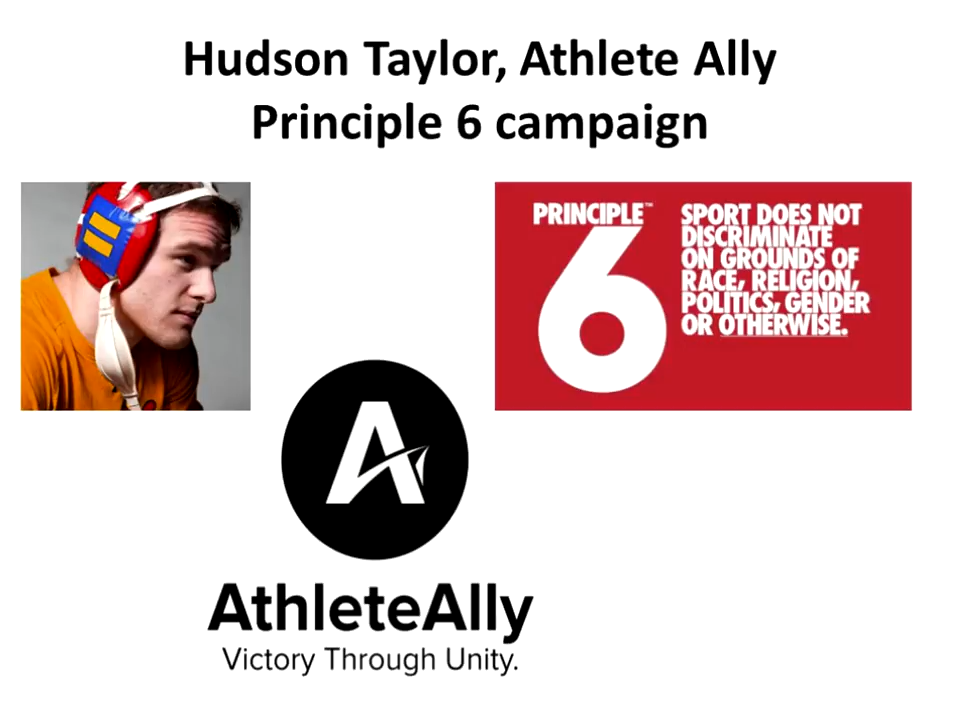 Hudson Taylor, Athlete Ally
Principle 6 campaign
PRINCIPLE™
6
SPORT DOES NOT
DISCRIMINATE
ON GROUNDS OF
RACE, RELIGION,
POLITICS, GENDER
OR OTHERWISE.
A
AthleteAlly
Victory Through Unity.